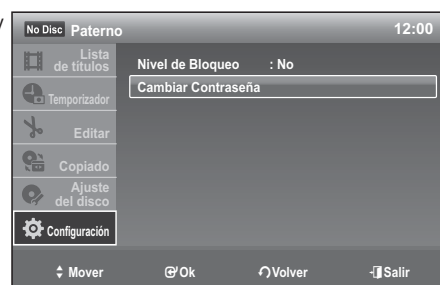 No Disc Paterno 12:00
Lista
de títulos
Nivel de Bloqueo : No
Cambiar Contraseña
Temporizador
Editar
Copiado
Ajuste
del disco
Configuración
Mover Ok Volver Salir